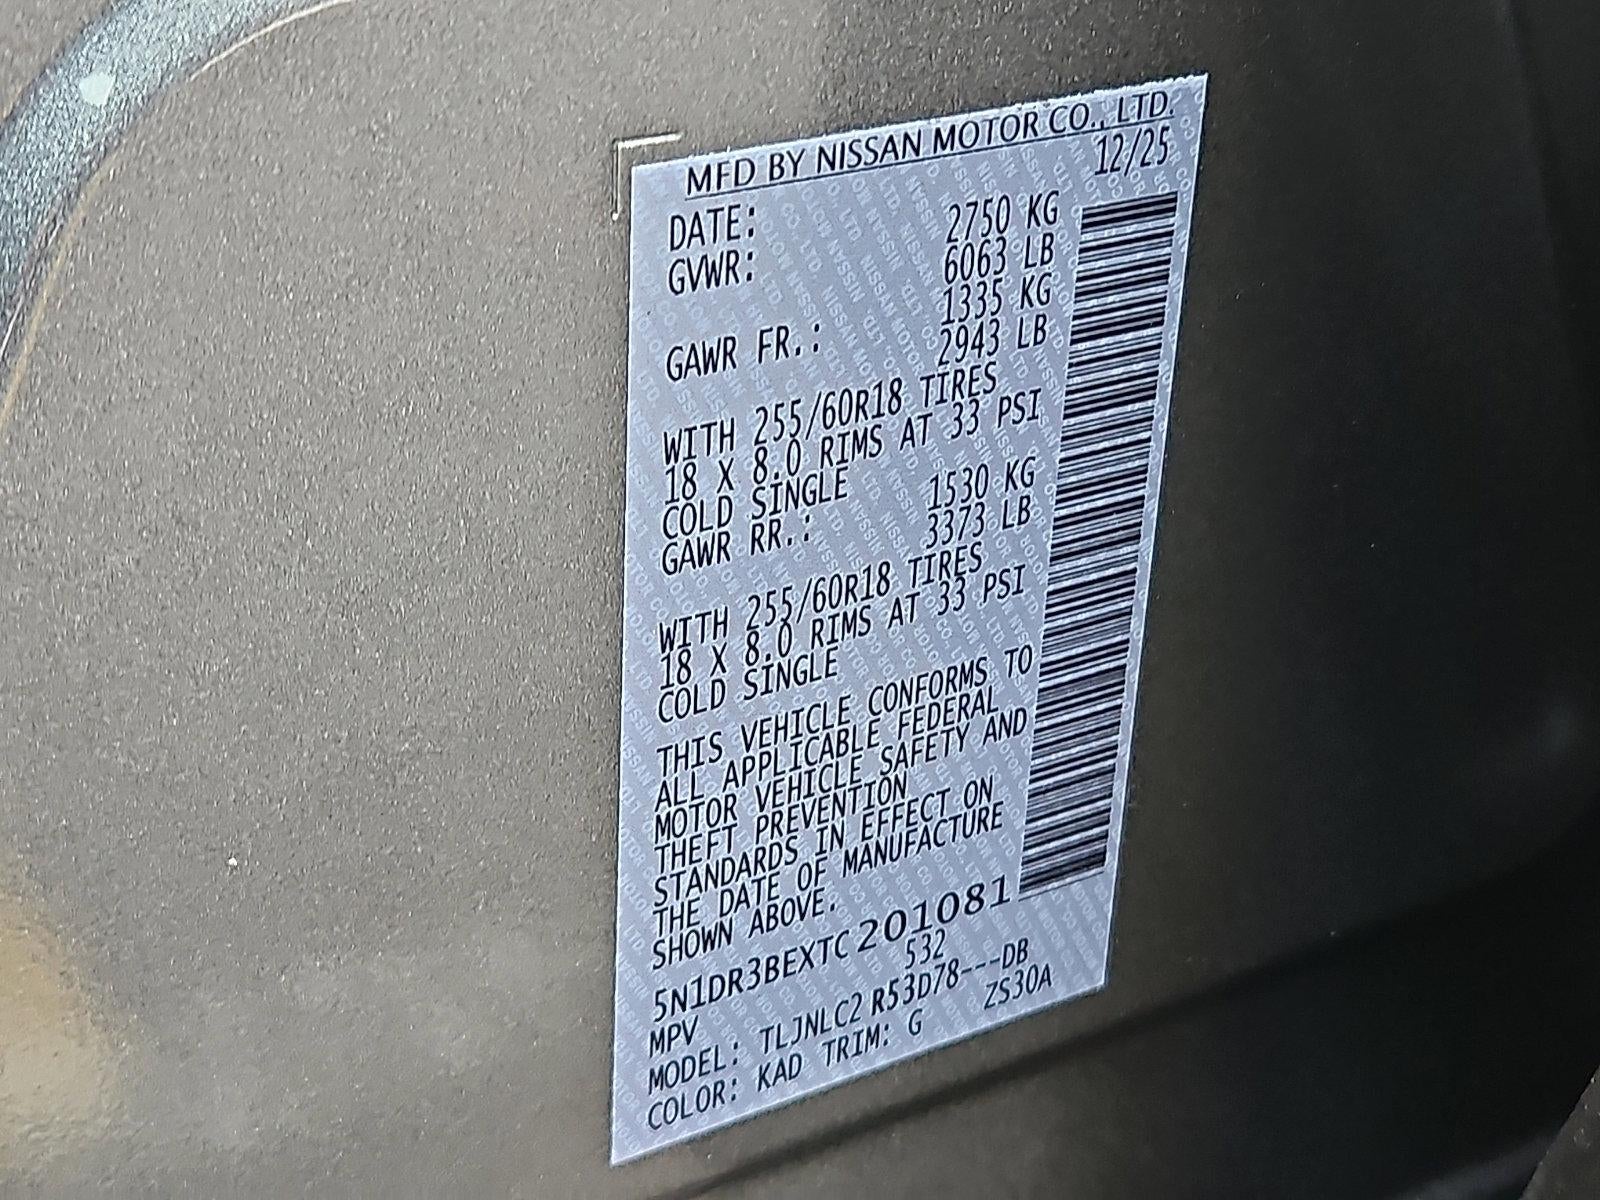 MFD BY NISSAN MOTOR CO., LTD.
DATE: 12/25
GVWR: 2750 KG
6063 LB
GAWR FR.: 1335 KG
2943 LB
WITH 255/60R18 TIRES
18 X 8.0 RIMS AT 33 PSI
COLD SINGLE
GAWR RR.: 1530 KG
3373 LB
WITH 255/60R18 TIRES
18 X 8.0 RIMS AT 33 PSI
COLD SINGLE
THIS VEHICLE CONFORMS TO
ALL APPLICABLE FEDERAL
MOTOR VEHICLE SAFETY AND
THEFT PREVENTION
STANDARDS IN EFFECT ON
THE DATE OF MANUFACTURE
SHOWN ABOVE.
5N1DR3BEXTC201081
MPV 532
MODEL: TLJNLC2 R53D78---DB
COLOR: KAD TRIM: G ZS30A